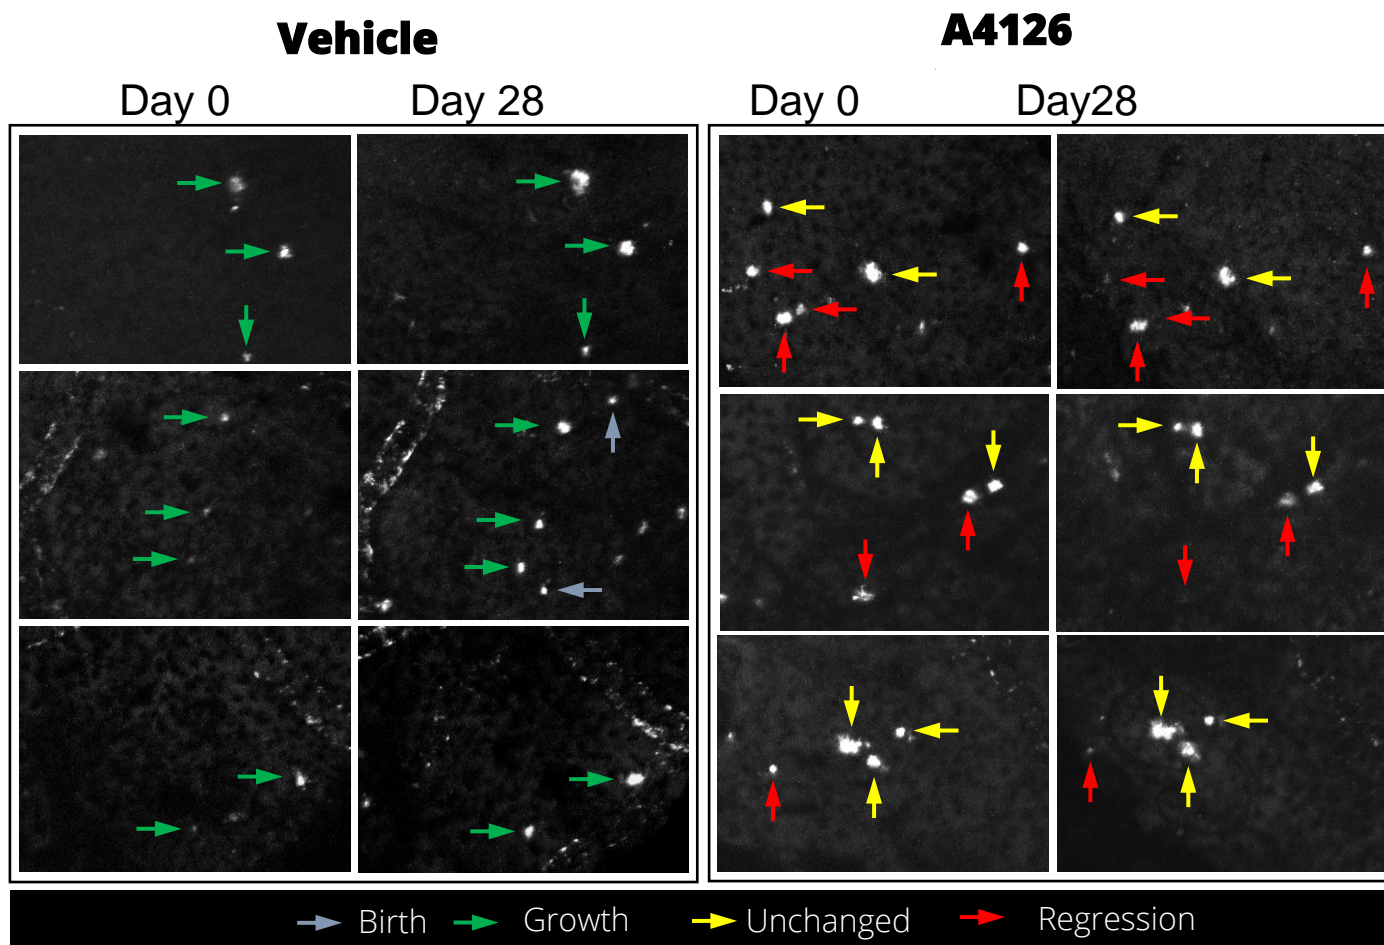 Vehicle
A4126
Day 0
Day 28
Day 0
Day28
Birth
Growth
Unchanged
Regression